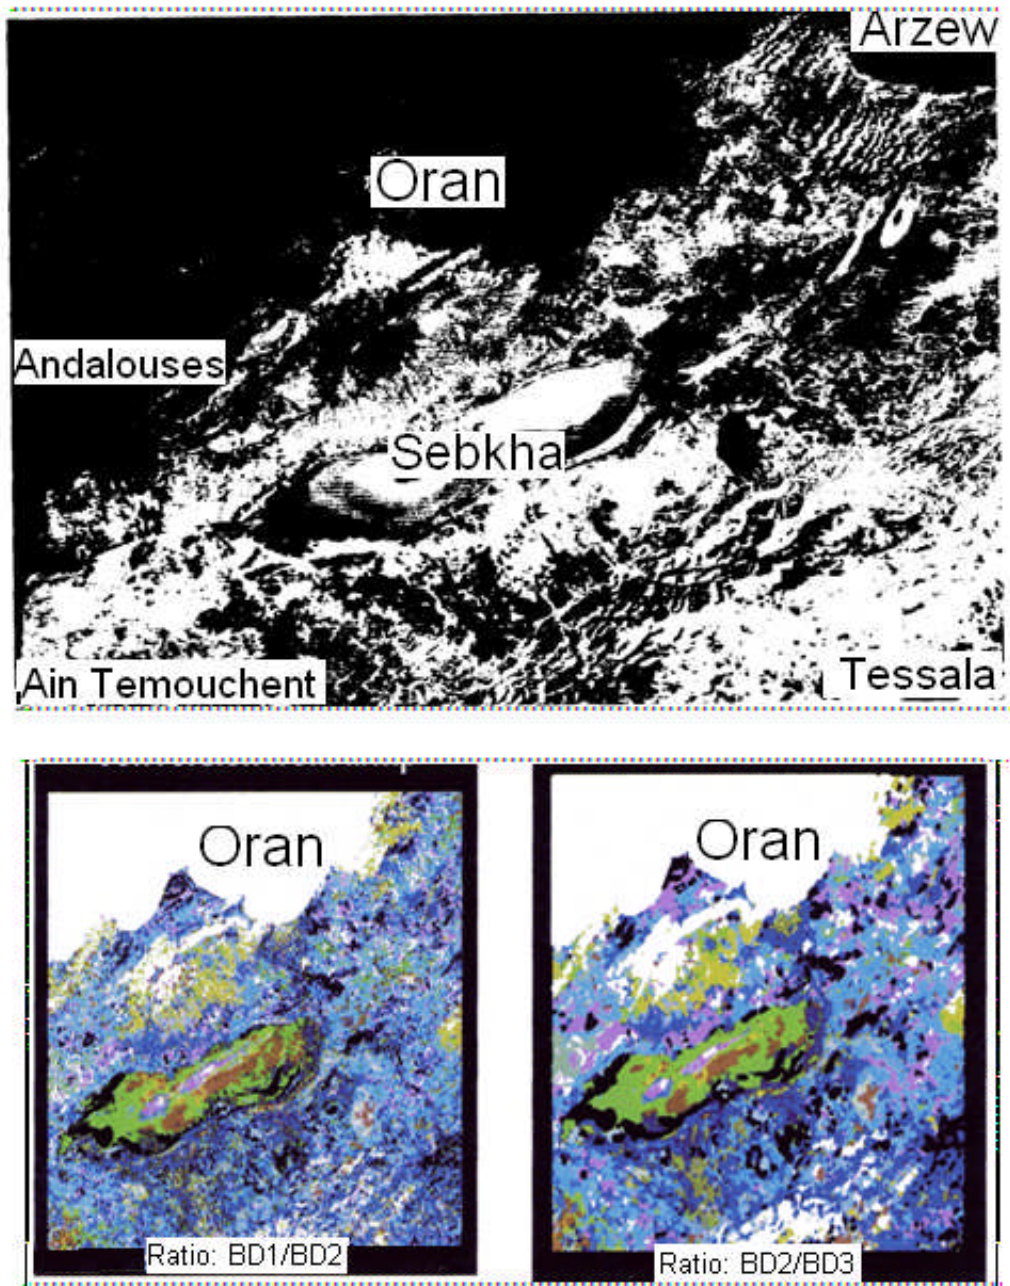 Arzew
Oran
Andalouses
Sebkha
Ain Temouchent
Tessala
Oran
Oran
Ratio: BD1/BD2
Ratio: BD2/BD3